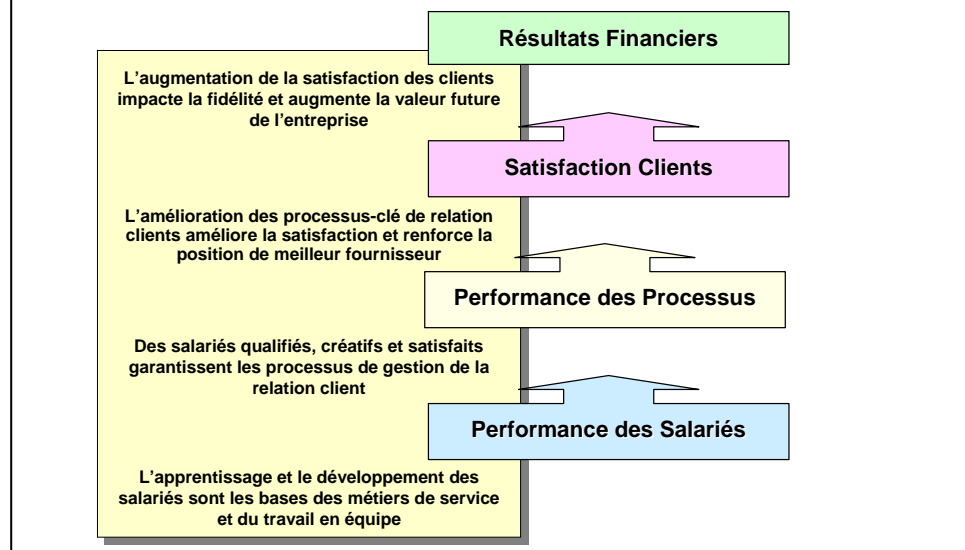 Résultats Financiers
L'augmentation de la satisfaction des clients
impacte la fidélité et augmente la valeur future
de l'entreprise
Satisfaction Clients
L'amélioration des processus-clé de relation
clients améliore la satisfaction et renforce la
position de meilleur fournisseur
Performance des Processus
Des salariés qualifiés, créatifs et satisfaits
garantissent les processus de gestion de la
relation client
Performance des Salariés
L'apprentissage et le développement des
salariés sont les bases des métiers de service
et du travail en équipe